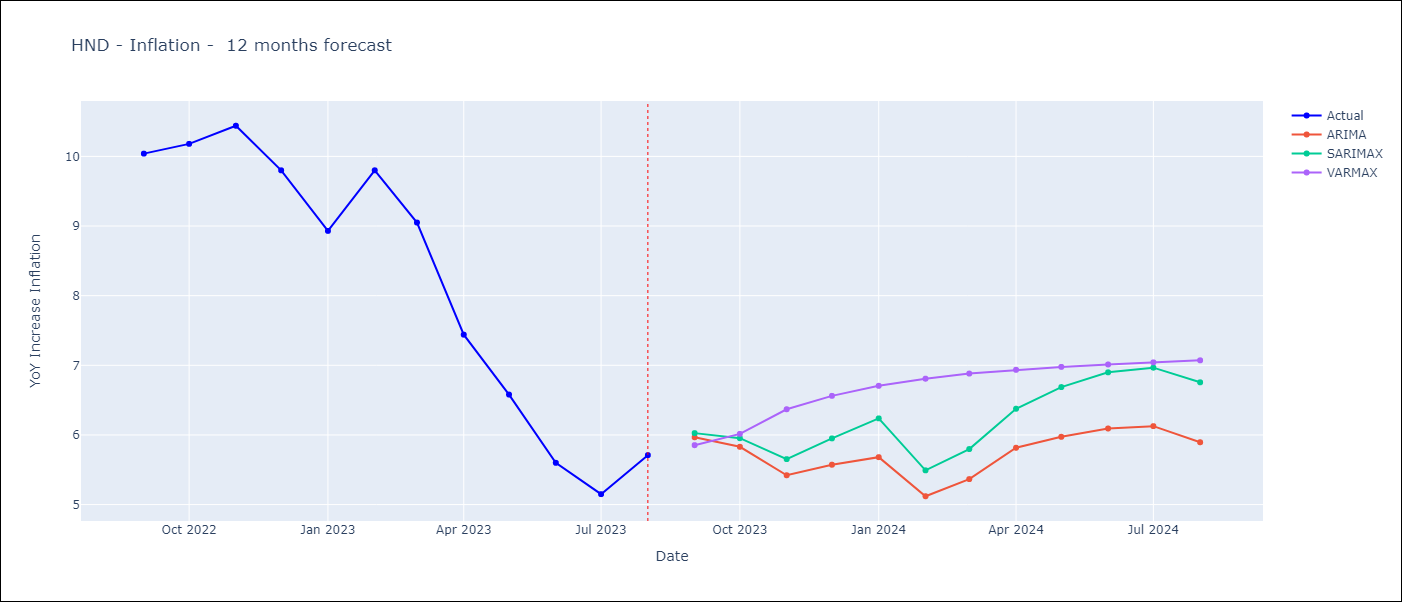 HND - Inflation -  12 months forecast
Actual
ARIMA
SARIMAX
VARMAX
YoY Increase Inflation
10
9
8
7
6
5
Oct 2022 Jan 2023 Apr 2023 Jul 2023 Oct 2023 Jan 2024 Apr 2024 Jul 2024
Date